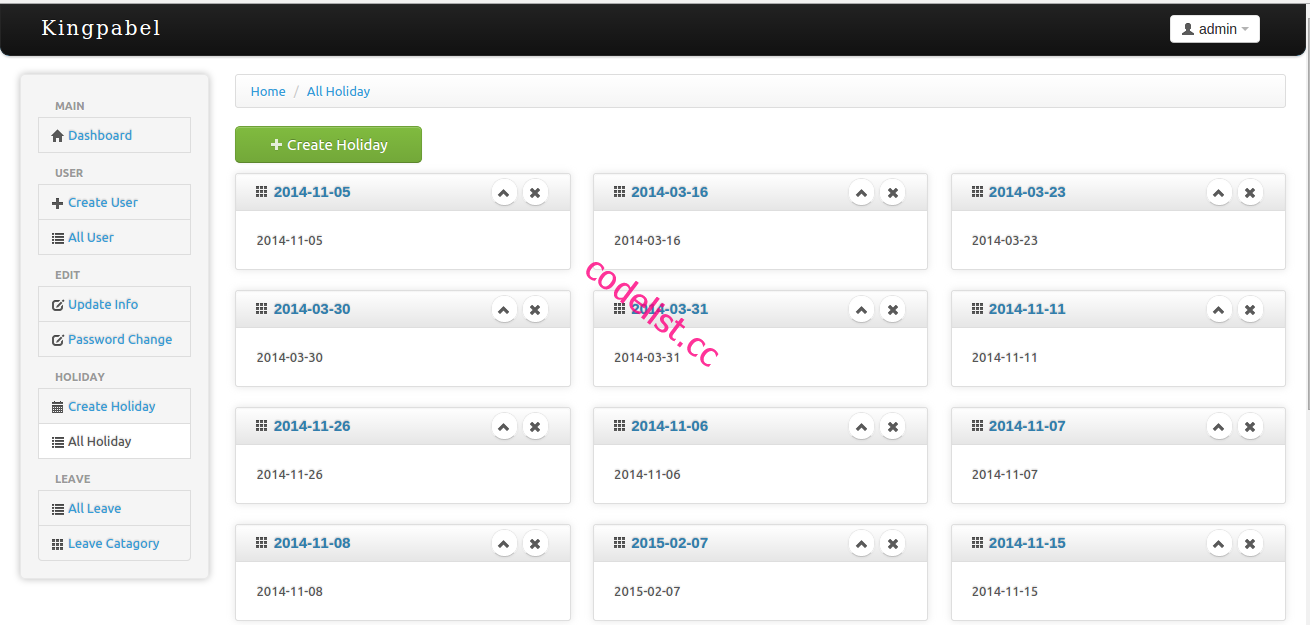 Kingpabel
admin
MAIN
Dashboard
USER
Create User
All User
EDIT
Update Info
Password Change
HOLIDAY
Create Holiday
All Holiday
LEAVE
All Leave
Leave Catagory
Home / All Holiday
Create Holiday
2014-11-05
2014-11-05
2014-03-16
2014-03-16
2014-03-23
2014-03-23
2014-03-30
2014-03-30
2014-03-31
2014-03-31
2014-11-11
2014-11-11
2014-11-26
2014-11-26
2014-11-06
2014-11-06
2014-11-07
2014-11-07
2014-11-08
2014-11-08
2015-02-07
2015-02-07
2014-11-15
2014-11-15
codelist.cc